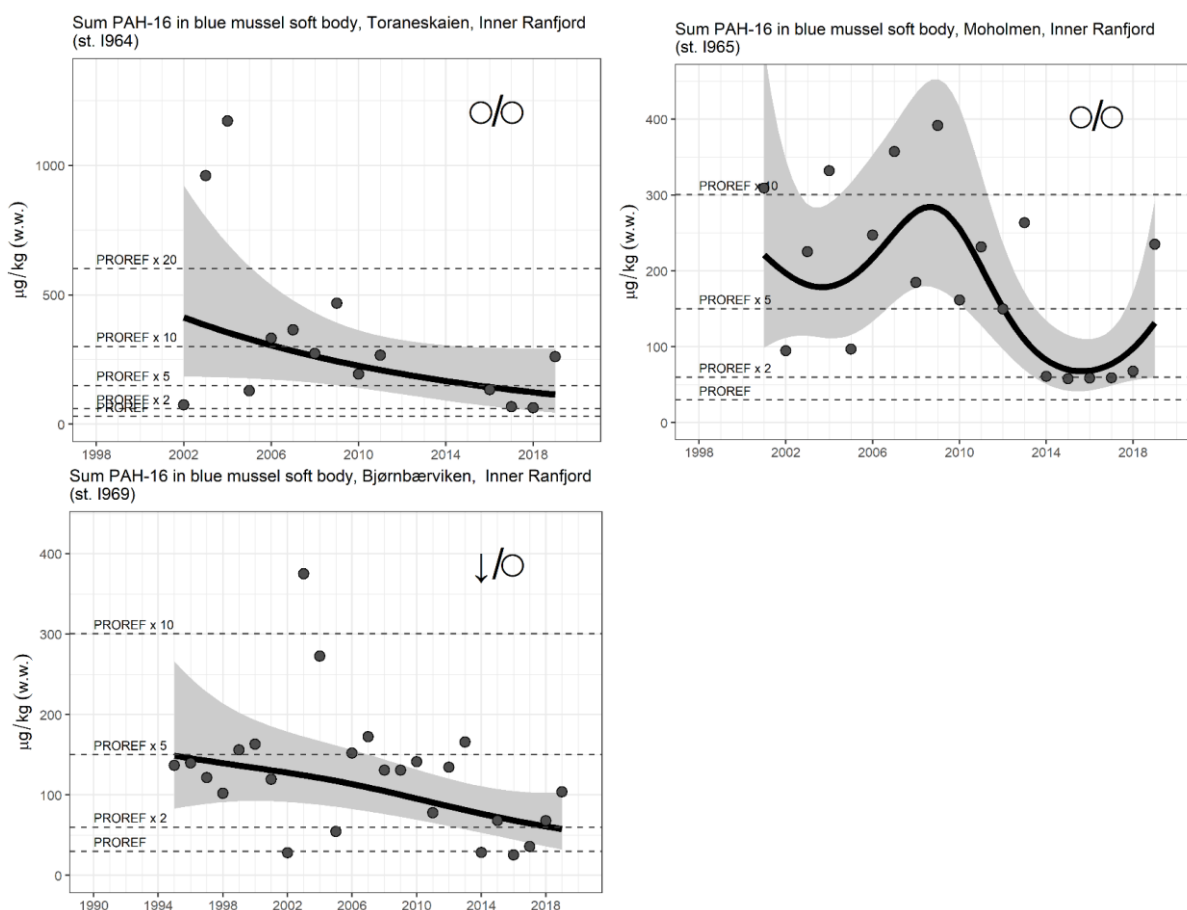 Sum PAH-16 in blue mussel soft body, Toraneskaien, Inner Ranfjord
(st. I964)
µg/kg (w.w.)
1000
500
0
PROREF x 20
PROREF x 10
PROREF x 5
PROREF x 2
PROREF
○/○
1998 2002 2006 2010 2014 2018
Sum PAH-16 in blue mussel soft body, Moholmen, Inner Ranfjord
(st. I965)
µg/kg (w.w.)
400
300
200
100
0
PROREF x 10
PROREF x 5
PROREF x 2
PROREF
○/○
1998 2002 2006 2010 2014 2018
Sum PAH-16 in blue mussel soft body, Bjørnbærviken, Inner Ranfjord
(st. I969)
µg/kg (w.w.)
400
300
200
100
0
PROREF x 10
PROREF x 5
PROREF x 2
PROREF
↓/○
1990 1994 1998 2002 2006 2010 2014 2018